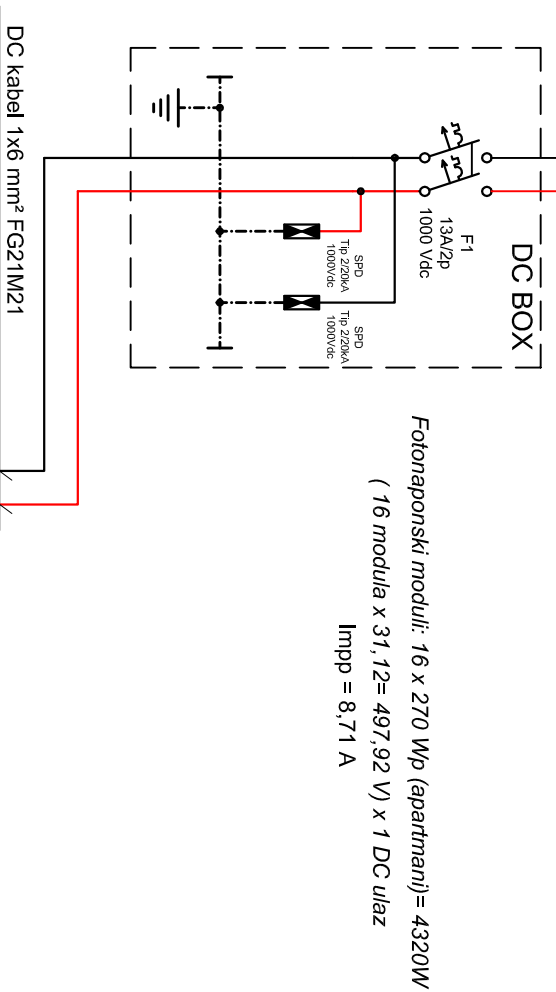 DC BOX
F1
13A/2p
1000 Vdc
SPD
Tip 2/20kA
1000Vdc
SPD
Tip 2/20kA
1000Vdc
DC kabel 1x6 mm² FG21M21
Fotonaponski moduli: 16 x 270 Wp (apartmani)= 4320W
( 16 modula x 31,12= 497,92 V) x 1 DC ulaz
Impp = 8,71 A